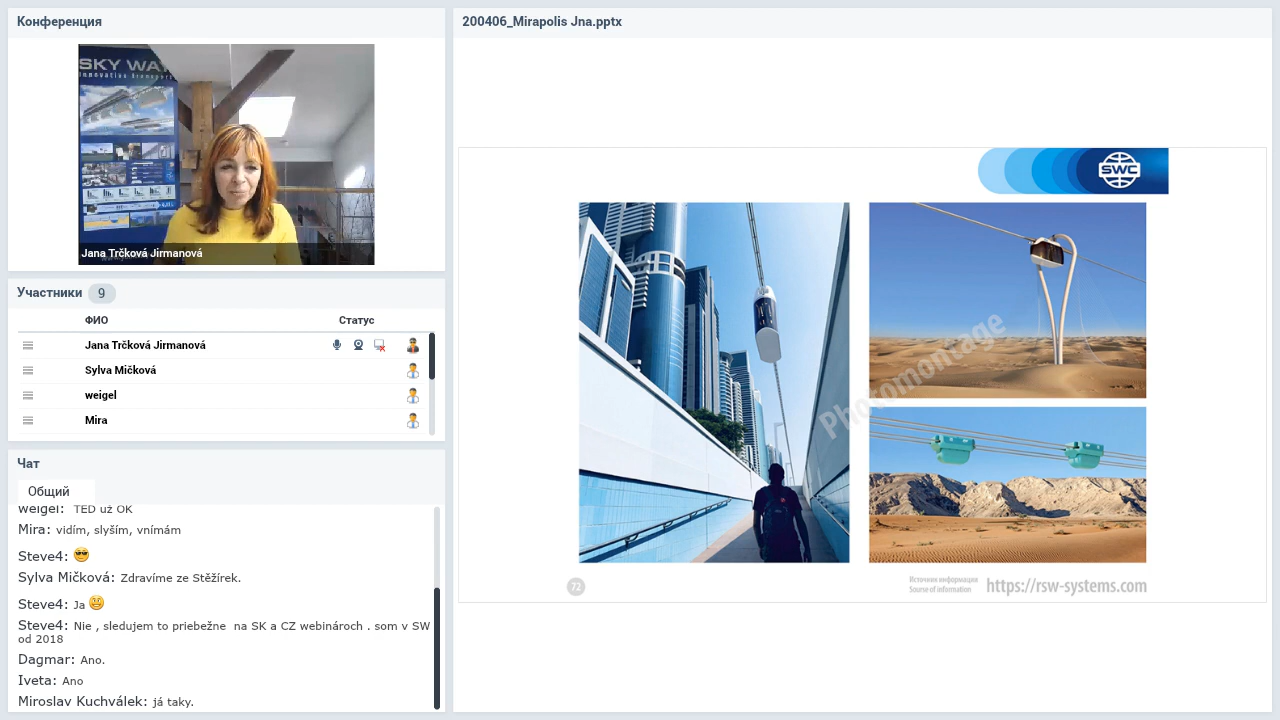 Конференция
SKY WAY
Innovation Transport
Jana Trčková Jirmanová
Участники 9
ФИО Статус
Jana Trčková Jirmanová
Sylva Mičková
weigel
Mira
Чат
Общий
weigel: TED už OK
Mira: vidím, slyším, vnímám
Steve4:
Sylva Mičková: Zdravíme ze Stěžírek.
Steve4: Ja
Steve4: Nie , sledujem to priebežne na SK a CZ webinároch . som v SW
od 2018
Dagmar: Ano.
Iveta: Ano
Miroslav Kuchválek: já taky.
200406_Mirapolis Jna.pptx
SWC
Photomontage
72
Источник информации
Sourse of information
https://rsw-systems.com